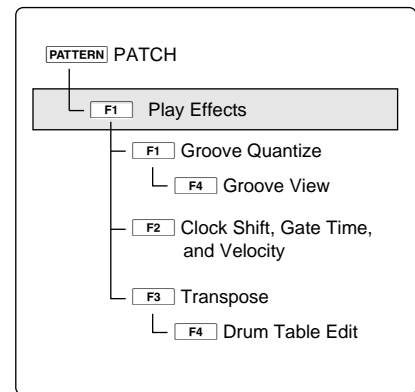 PATTERN PATCH
F1 Play Effects
F1 Groove Quantize
F4 Groove View
F2 Clock Shift, Gate Time,
and Velocity
F3 Transpose
F4 Drum Table Edit